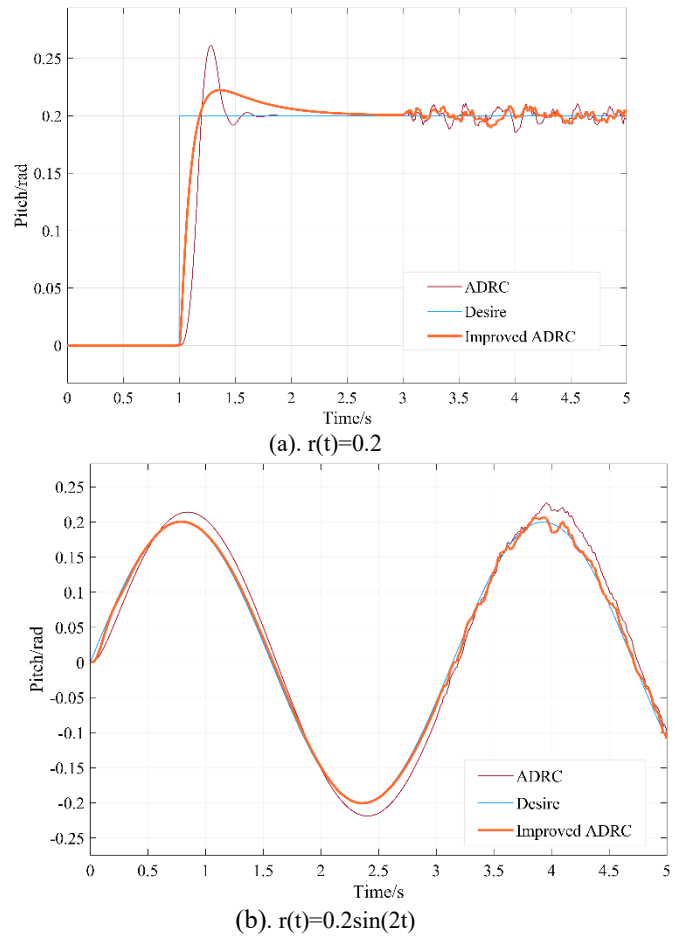 0.25
0.2
0.15
0.1
0.05
0
Pitch/rad
ADRC
Desire
Improved ADRC
0 0.5 1 1.5 2 2.5 3 3.5 4 4.5 5
Time/s
(a). r(t)=0.2
0.25
0.2
0.15
0.1
0.05
0
-0.05
-0.1
-0.15
-0.2
-0.25
Pitch/rad
ADRC
Desire
Improved ADRC
0 0.5 1 1.5 2 2.5 3 3.5 4 4.5 5
Time/s
(b). r(t)=0.2sin(2t)